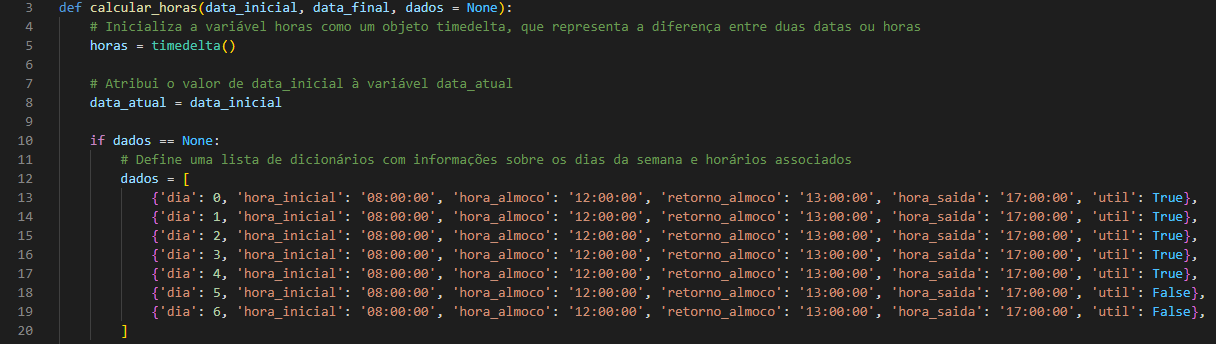 3 def calcular_horas(data_inicial, data_final, dados = None):
4 # Inicializa a variável horas como um objeto timedelta, que representa a diferença entre duas datas ou horas
5 horas = timedelta()
6
7 # Atribui o valor de data_inicial à variável data_atual
8 data_atual = data_inicial
9
10 if dados == None:
11 # Define uma lista de dicionários com informações sobre os dias da semana e horários associados
12 dados = [
13 {'dia': 0, 'hora_inicial': '08:00:00', 'hora_almoco': '12:00:00', 'retorno_almoco': '13:00:00', 'hora_saida': '17:00:00', 'util': True},
14 {'dia': 1, 'hora_inicial': '08:00:00', 'hora_almoco': '12:00:00', 'retorno_almoco': '13:00:00', 'hora_saida': '17:00:00', 'util': True},
15 {'dia': 2, 'hora_inicial': '08:00:00', 'hora_almoco': '12:00:00', 'retorno_almoco': '13:00:00', 'hora_saida': '17:00:00', 'util': True},
16 {'dia': 3, 'hora_inicial': '08:00:00', 'hora_almoco': '12:00:00', 'retorno_almoco': '13:00:00', 'hora_saida': '17:00:00', 'util': True},
17 {'dia': 4, 'hora_inicial': '08:00:00', 'hora_almoco': '12:00:00', 'retorno_almoco': '13:00:00', 'hora_saida': '17:00:00', 'util': True},
18 {'dia': 5, 'hora_inicial': '08:00:00', 'hora_almoco': '12:00:00', 'retorno_almoco': '13:00:00', 'hora_saida': '17:00:00', 'util': False},
19 {'dia': 6, 'hora_inicial': '08:00:00', 'hora_almoco': '12:00:00', 'retorno_almoco': '13:00:00', 'hora_saida': '17:00:00', 'util': False},
20 ]